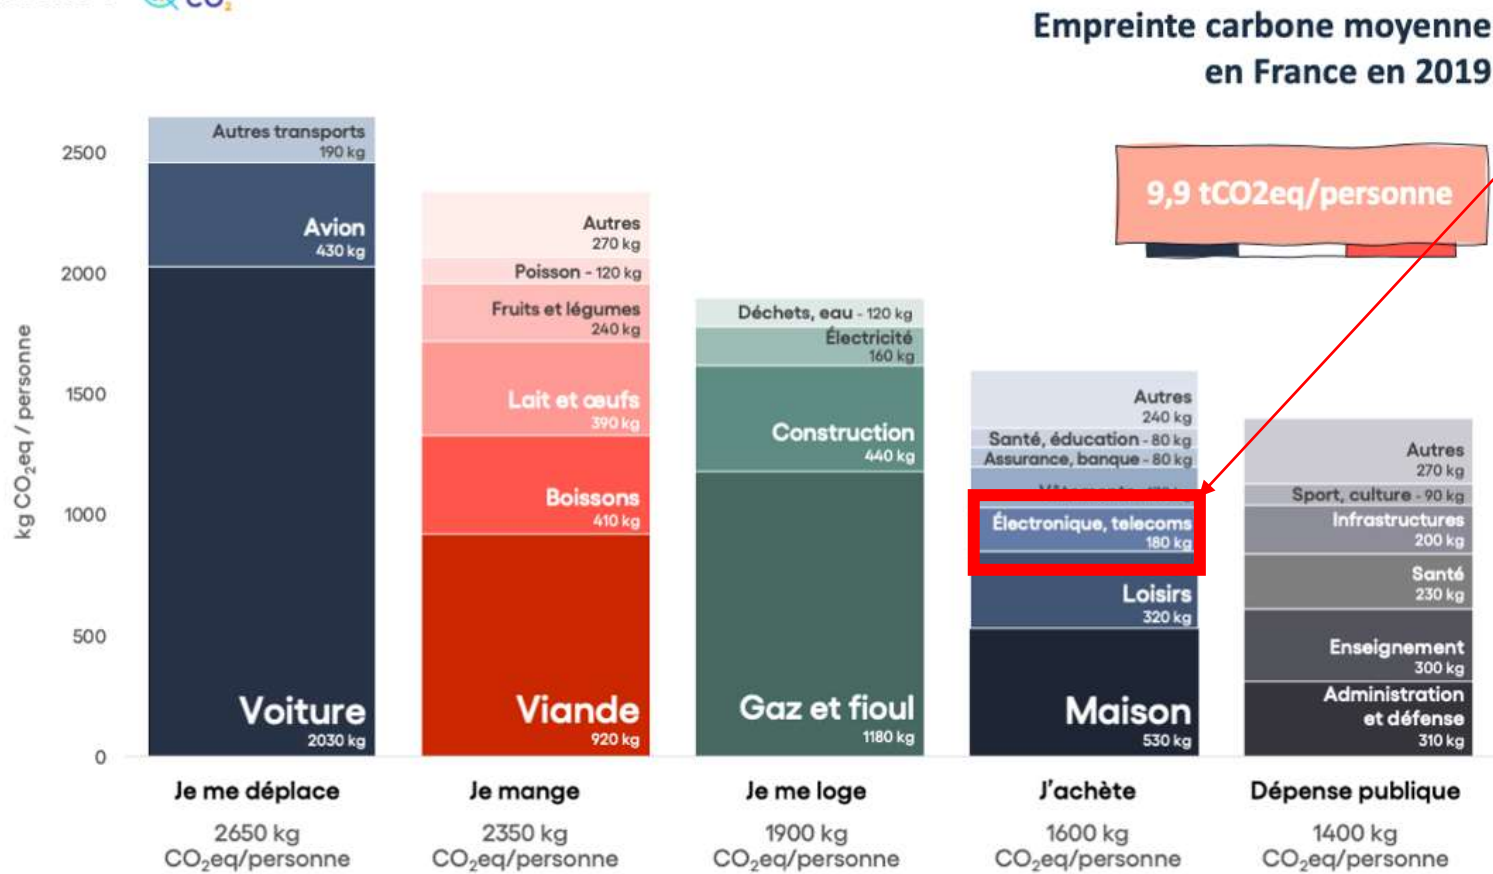 CO₂
Empreinte carbone moyenne
en France en 2019
9,9 tCO2eq/personne
kg CO₂eq / personne
2500
2000
1500
1000
500
0
Autres transports
190 kg
Avion
430 kg
Voiture
2030 kg
Autres
270 kg
Poisson - 120 kg
Fruits et légumes
240 kg
Lait et œufs
390 kg
Boissons
410 kg
Viande
920 kg
Déchets, eau - 120 kg
Électricité
160 kg
Construction
440 kg
Gaz et fioul
1180 kg
Autres
240 kg
Santé, éducation - 80 kg
Assurance, banque - 80 kg
Électronique, telecoms
180 kg
Loisirs
320 kg
Maison
530 kg
Autres
270 kg
Sport, culture - 90 kg
Infrastructures
200 kg
Santé
230 kg
Enseignement
300 kg
Administration
et défense
310 kg
Je me déplace
2650 kg
CO₂eq/personne
Je mange
2350 kg
CO₂eq/personne
Je me loge
1900 kg
CO₂eq/personne
J'achète
1600 kg
CO₂eq/personne
Dépense publique
1400 kg
CO₂eq/personne